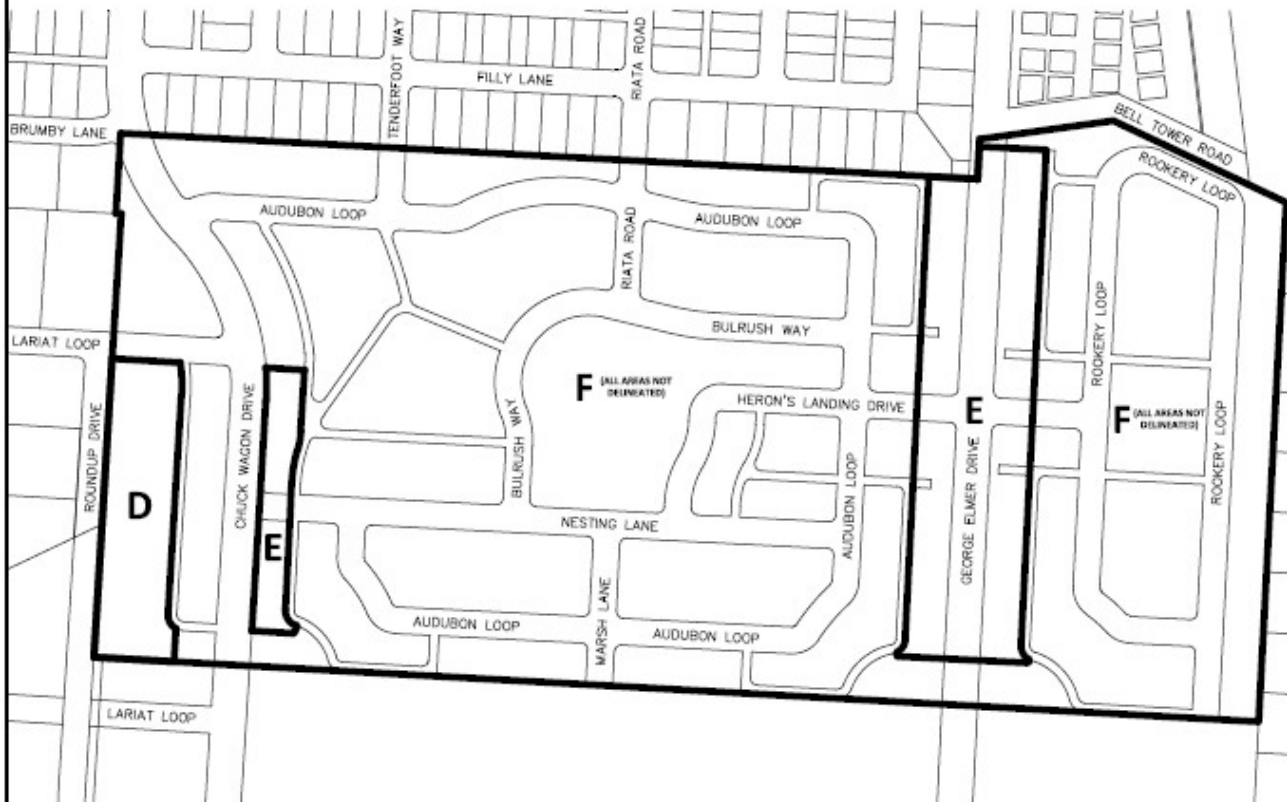 TENDERFOOT WAY
RIATA ROAD
FILLY LANE
BRUMBY LANE
BELL TOWER ROAD
ROOKERY LOOP
AUDUBON LOOP
AUDUBON LOOP
RIATA ROAD
BULRUSH WAY
LARIAT LOOP
ROOKERY LOOP
F (ALL AREAS NOT
DELINEATED)
HERON'S LANDING DRIVE
E
F (ALL AREAS NOT
DELINEATED)
ROUNDUP DRIVE
CHUCK WAGON DRIVE
BULRUSH WAY
ROOKERY LOOP
D
E
NESTING LANE
AUDUBON LOOP
GEORGE ELMER DRIVE
AUDUBON LOOP
MARSH LANE
AUDUBON LOOP
LARIAT LOOP